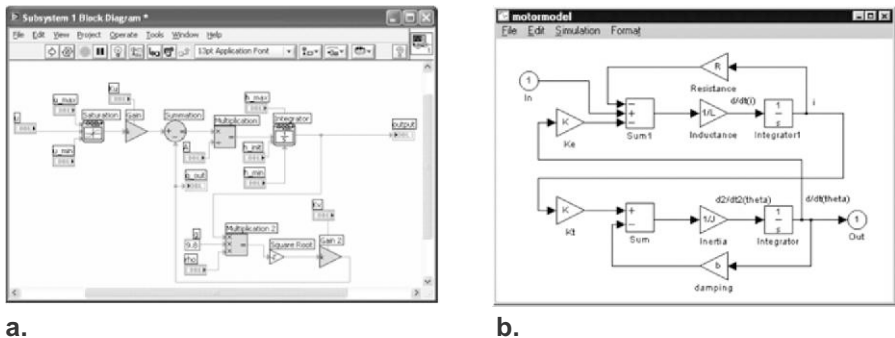 Subsystem 1 Block Diagram *
File Edit View Project Operate Tools Window Help
13pt Application Font
Ku
u_max
Saturation
Gain
Summation
Multiplication
h_max
Integrator
output
u
u_min
A
q_out
h_init
h_min
Kv
Multiplication 2
g
9.8
Square Root
Gain 2
rho
a.
motormodel
File Edit Simulation Format
R
Resistance
1
In
d/dt(i)
i
K
Ke
Sum1
1/L
Inductance
1
s
Integrator1
d2/dt2(theta)
d/dt(theta)
K
Kt
Sum
1/J
Inertia
1
s
Integrator
1
Out
b
damping
b.